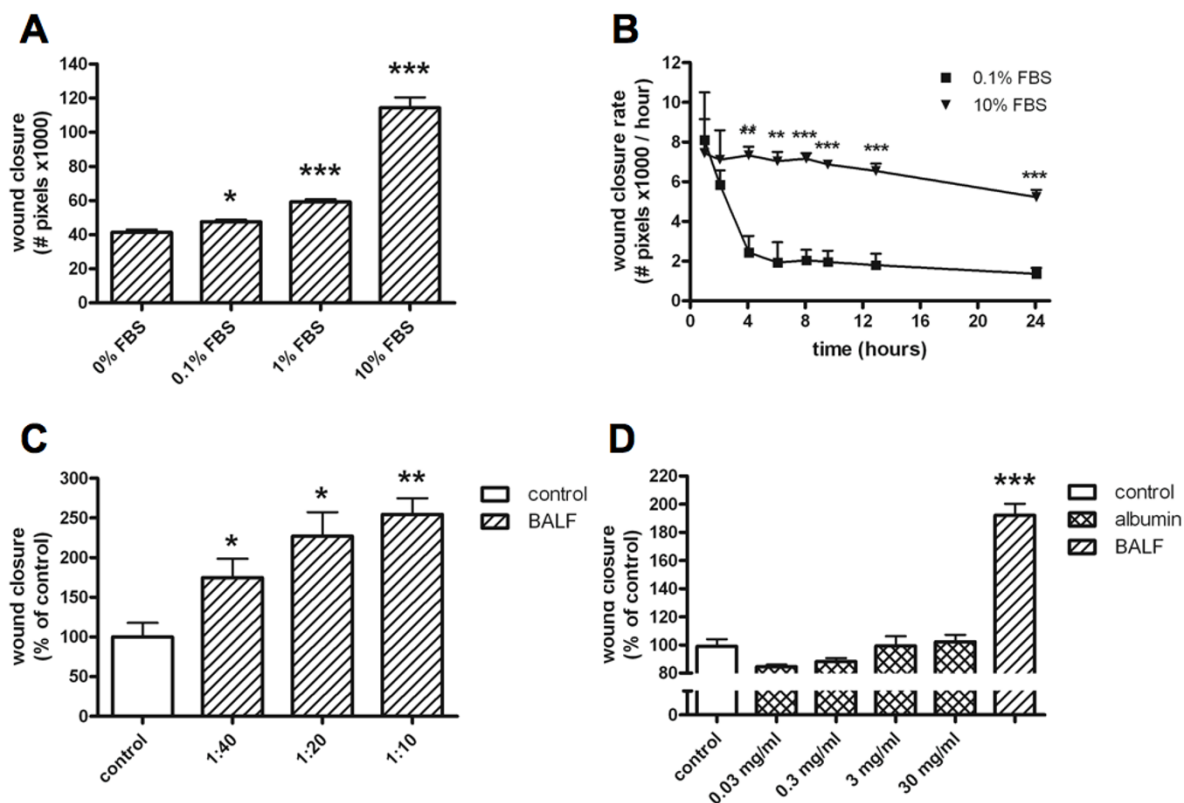 A
wound closure
(# pixels x1000)
140
120
100
80
60
40
20
0
*
***
***
0% FBS
0.1% FBS
1% FBS
10% FBS
B
wound closure rate
(# pixels x1000 / hour)
12
10
8
6
4
2
0
0.1% FBS
10% FBS
**
**
***
***
***
***
0
4
8
12
16
20
24
time (hours)
C
wound closure
(% of control)
300
250
200
150
100
50
0
*
*
**
control
BALF
control
1:40
1:20
1:10
D
wound closure
(% of control)
220
200
180
160
140
120
100
80
0
***
control
albumin
BALF
control
0.03 mg/ml
0.3 mg/ml
3 mg/ml
30 mg/ml